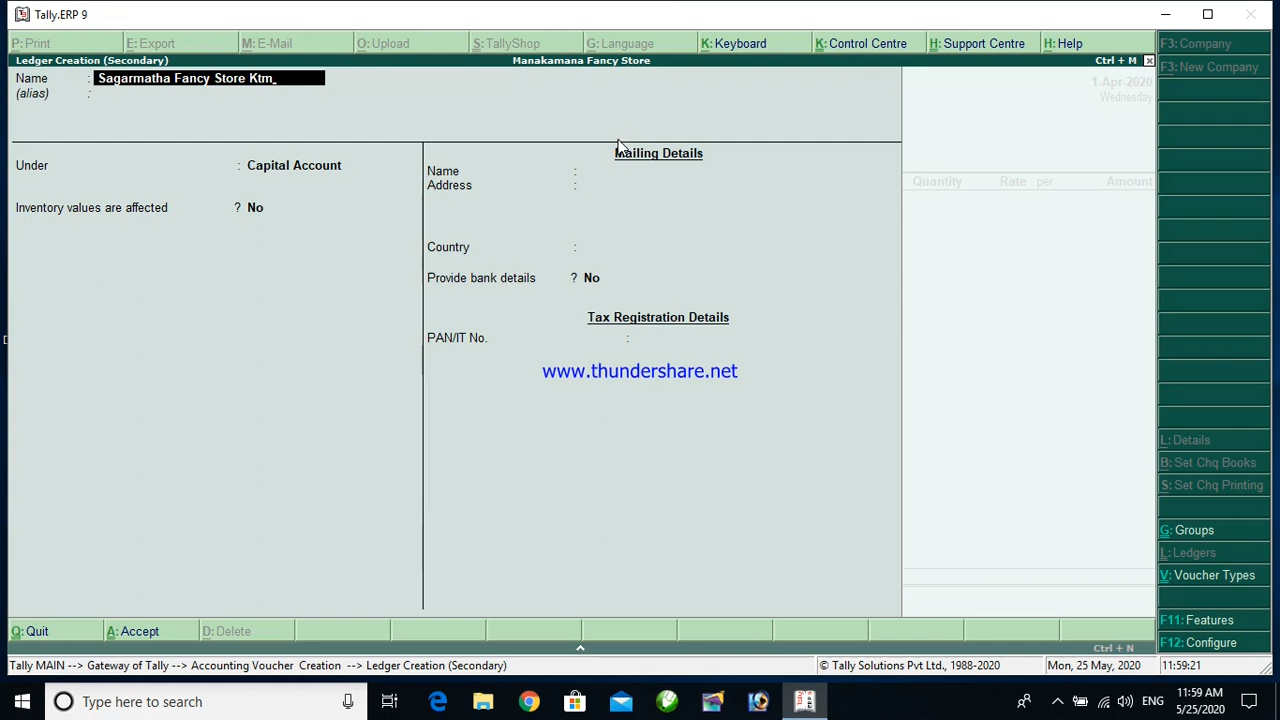 Tally.ERP 9
P: Print E: Export M: E-Mail O: Upload S: TallyShop G: Language K: Keyboard K: Control Centre H: Support Centre H: Help F3: Company
Ledger Creation (Secondary) Manakamana Fancy Store Ctrl + M
F3: New Company
Name : Sagarmatha Fancy Store Ktm_
(alias) :
1-Apr-2020
Wednesday
Mailing Details
Under : Capital Account
Name :
Address :
Quantity Rate per Amount
Inventory values are affected ? No
Country :
Provide bank details ? No
Tax Registration Details
PAN/IT No. :
www.thundershare.net
L: Details
B: Set Chq Books
S: Set Chq Printing
G: Groups
L: Ledgers
V: Voucher Types
F11: Features
F12: Configure
Q: Quit A: Accept D: Delete
Ctrl + N
Tally MAIN --> Gateway of Tally --> Accounting Voucher Creation --> Ledger Creation (Secondary) © Tally Solutions Pvt Ltd., 1988-2020 Mon, 25 May, 2020 11:59:21
Type here to search
ENG
11:59 AM
5/25/2020